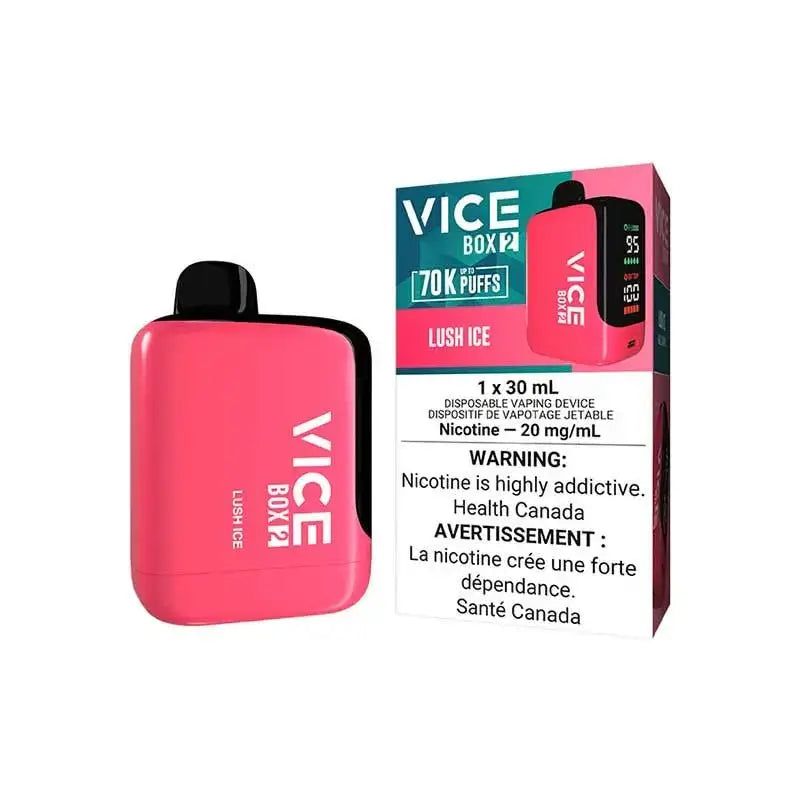 VICE
BOX 2
LUSH ICE
VICE
BOX 2
70K UP TO PUFFS
LUSH ICE
VICE
BOX 2
95
100
1 x 30 mL
DISPOSABLE VAPING DEVICE
DISPOSITIF DE VAPOTAGE JETABLE
Nicotine — 20 mg/mL
WARNING:
Nicotine is highly addictive.
Health Canada
AVERTISSEMENT :
La nicotine crée une forte
dépendance.
Santé Canada